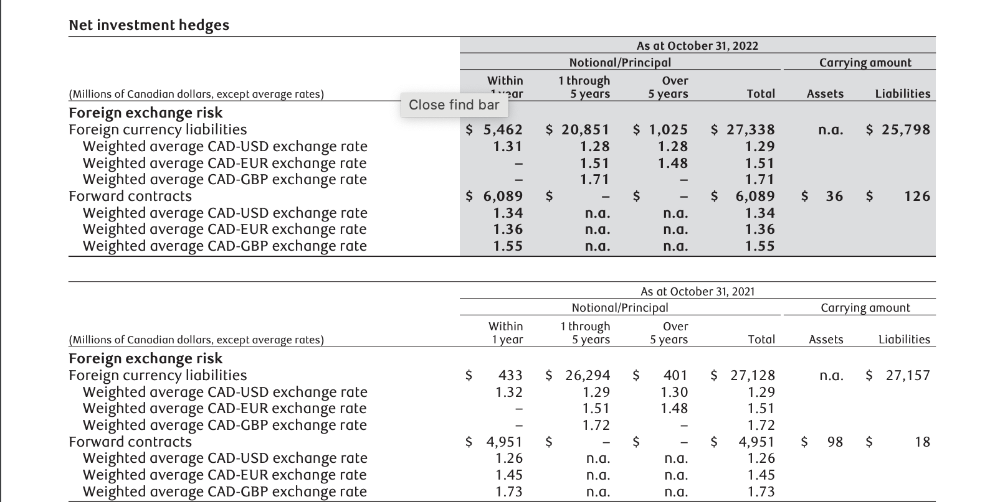 Net investment hedges
As at October 31, 2022
Notional/Principal Carrying amount
Within 1 through Over
(Millions of Canadian dollars, except average rates) year 5 years 5 years Total Assets Liabilities
Close find bar
Foreign exchange risk
Foreign currency liabilities $ 5,462 $ 20,851 $ 1,025 $ 27,338 n.a. $ 25,798
Weighted average CAD-USD exchange rate 1.31 1.28 1.28 1.29
Weighted average CAD-EUR exchange rate – 1.51 1.48 1.51
Weighted average CAD-GBP exchange rate – 1.71 – 1.71
Forward contracts $ 6,089 $ – $ – $ 6,089 $ 36 $ 126
Weighted average CAD-USD exchange rate 1.34 n.a. n.a. 1.34
Weighted average CAD-EUR exchange rate 1.36 n.a. n.a. 1.36
Weighted average CAD-GBP exchange rate 1.55 n.a. n.a. 1.55
As at October 31, 2021
Notional/Principal Carrying amount
Within 1 through Over
(Millions of Canadian dollars, except average rates) 1 year 5 years 5 years Total Assets Liabilities
Foreign exchange risk
Foreign currency liabilities $ 433 $ 26,294 $ 401 $ 27,128 n.a. $ 27,157
Weighted average CAD-USD exchange rate 1.32 1.29 1.30 1.29
Weighted average CAD-EUR exchange rate – 1.51 1.48 1.51
Weighted average CAD-GBP exchange rate – 1.72 – 1.72
Forward contracts $ 4,951 $ – $ – $ 4,951 $ 98 $ 18
Weighted average CAD-USD exchange rate 1.26 n.a. n.a. 1.26
Weighted average CAD-EUR exchange rate 1.45 n.a. n.a. 1.45
Weighted average CAD-GBP exchange rate 1.73 n.a. n.a. 1.73